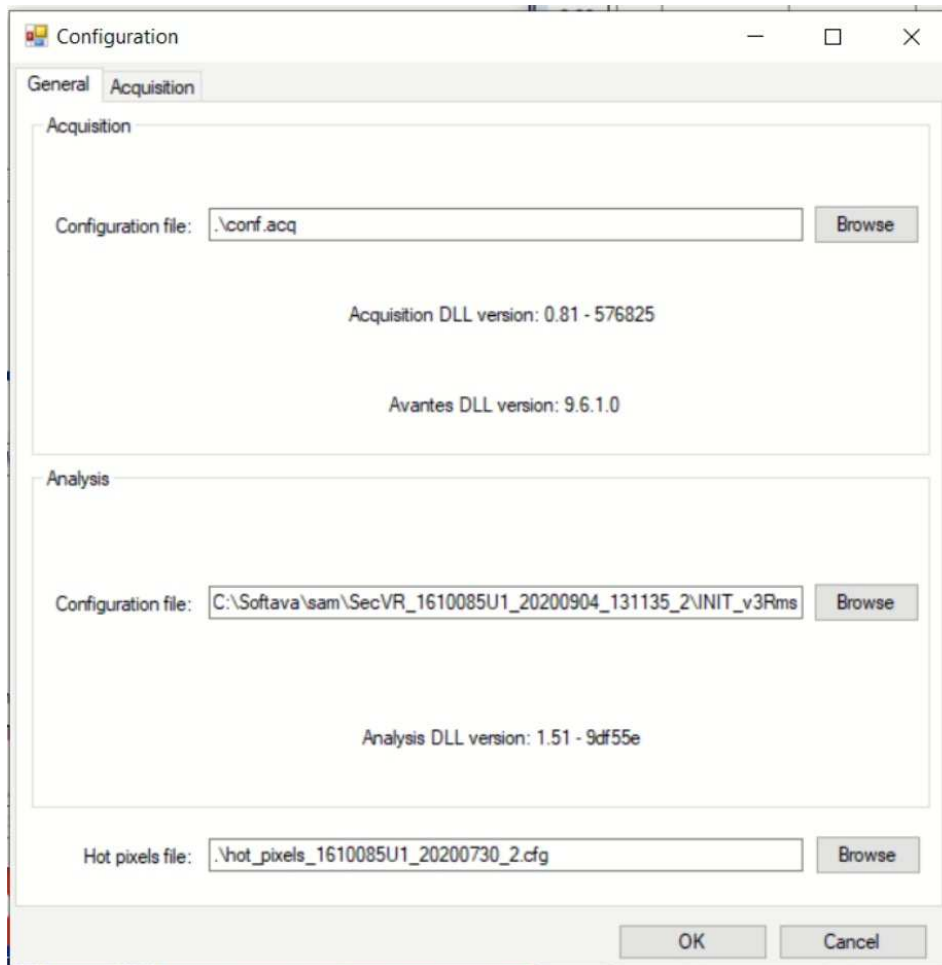 Configuration
General Acquisition
Acquisition
Configuration file: .\conf.acq Browse
Acquisition DLL version: 0.81 - 576825
Avantes DLL version: 9.6.1.0
Analysis
Configuration file: C:\Softava\sam\SecVR_1610085U1_20200904_131135_2\INIT_v3Rms Browse
Analysis DLL version: 1.51 - 9df55e
Hot pixels file: .\hot_pixels_1610085U1_20200730_2.cfg Browse
OK Cancel